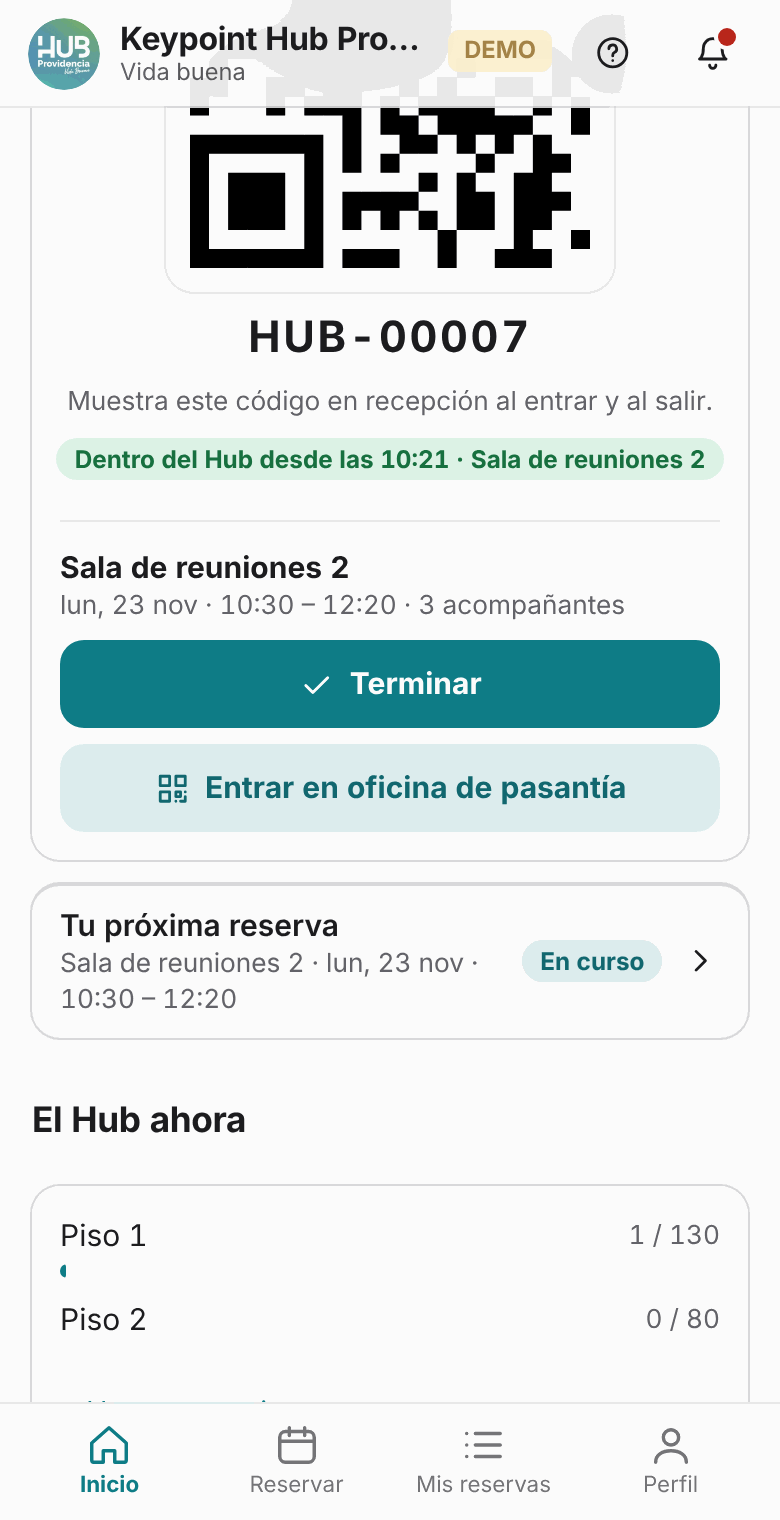 HUB
Providencia
Keypoint Hub Pro...
Vida buena
DEMO
HUB-00007
Muestra este código en recepción al entrar y al salir.
Dentro del Hub desde las 10:21 · Sala de reuniones 2
Sala de reuniones 2
lun, 23 nov · 10:30 – 12:20 · 3 acompañantes
Terminar
Entrar en oficina de pasantía
Tu próxima reserva
Sala de reuniones 2 · lun, 23 nov ·
10:30 – 12:20
En curso
El Hub ahora
Piso 1
1 / 130
Piso 2
0 / 80
Inicio
Reservar
Mis reservas
Perfil